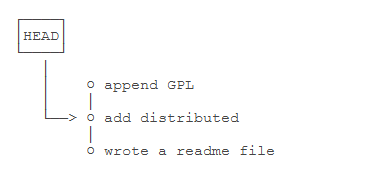 HEAD
append GPL
add distributed
wrote a readme file